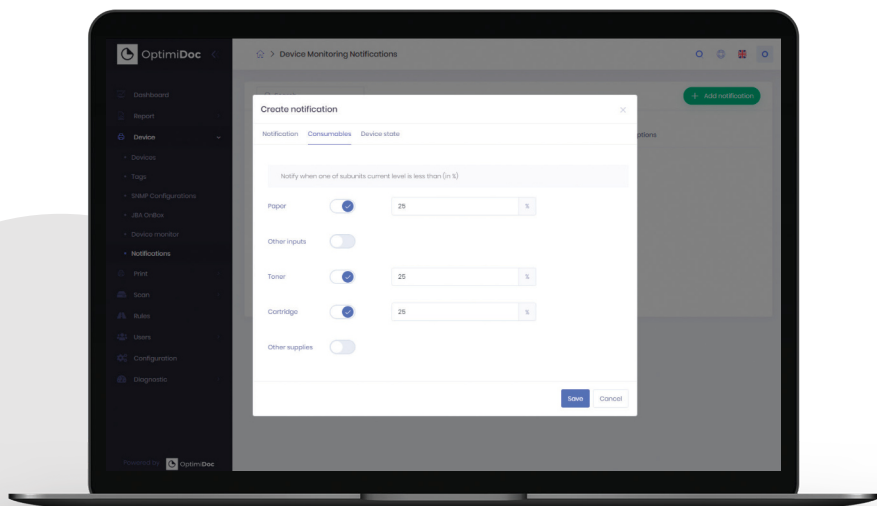 OptimiDoc
Device Monitoring Notifications
Dashboard
Report
Device
Devices
Tags
SNMP Configurations
JBA OnBox
Device monitor
Notifications
Print
Scan
Rules
Users
Configuration
Diagnostic
Powered by OptimiDoc
+ Add notification
Create notification
Notification Consumables Device state
Notify when one of subunits current level is less than (in %)
Paper 25 %
Other inputs
Toner 25 %
Cartridge 25 %
Other supplies
Save Cancel